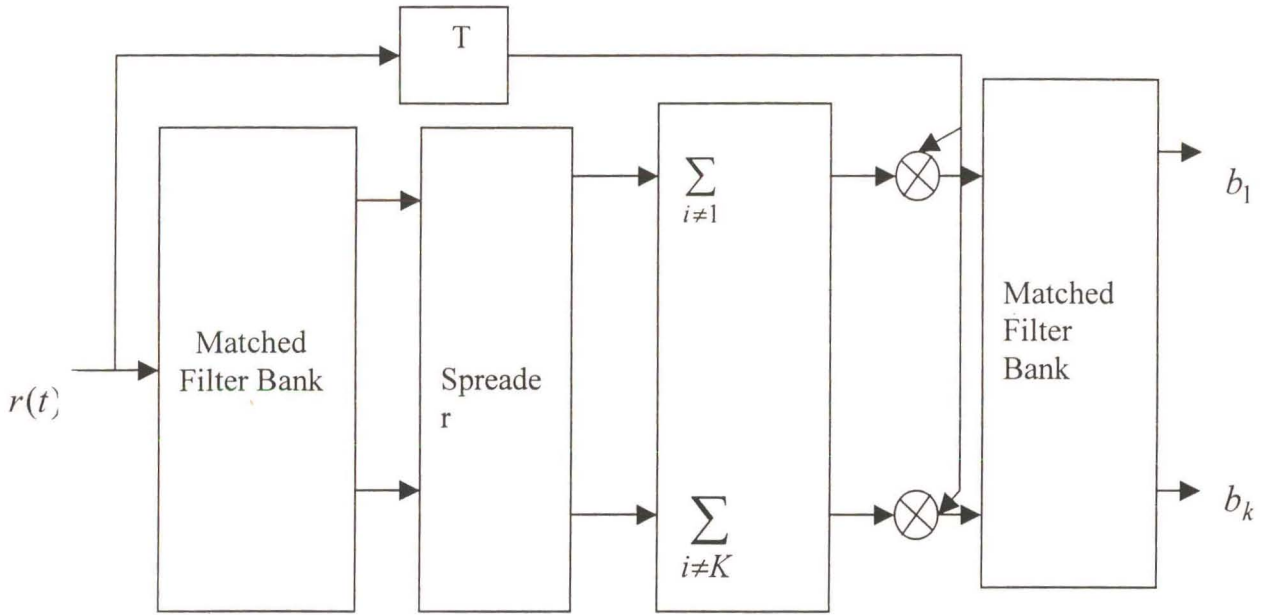 T
∑
i≠1
b₁
Matched
Filter Bank
Matched
Filter
Bank
r(t)
Spreade
r
∑
i≠K
bₖ